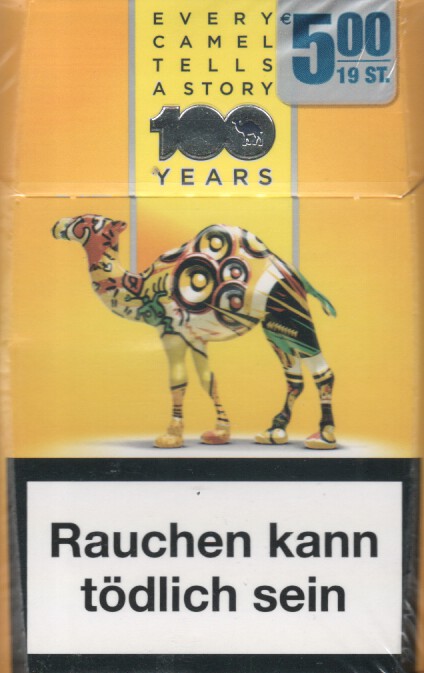 EVERY
CAMEL
TELLS
A STORY
100
YEARS
€ 5 00
19 ST.
Rauchen kann
tödlich sein